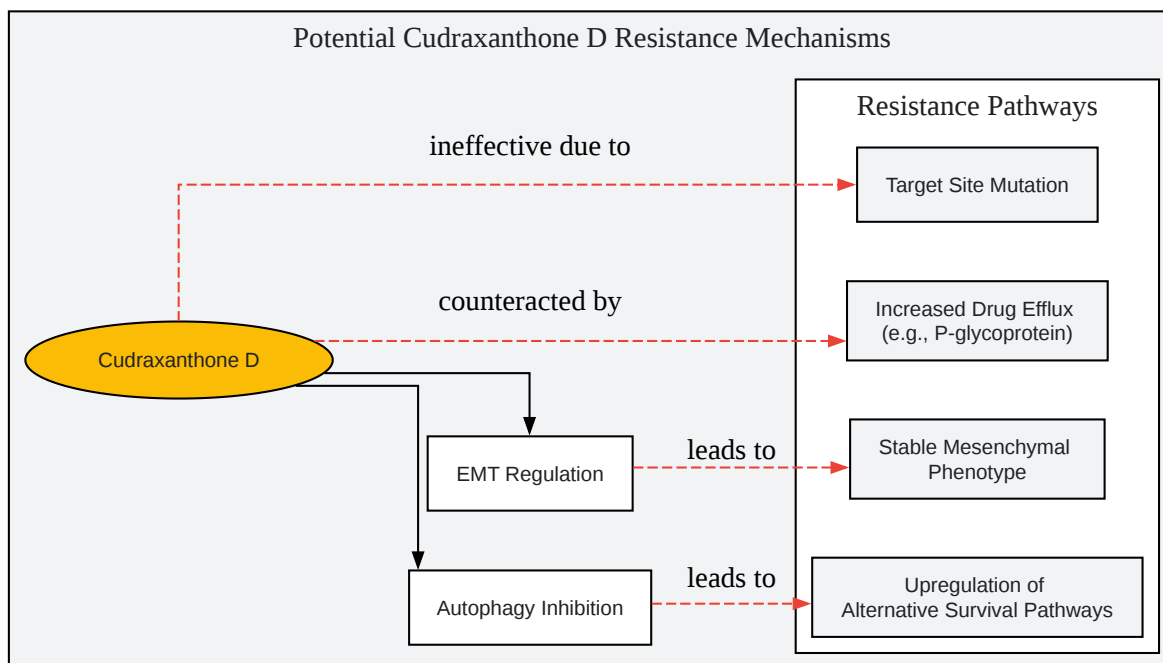 Potential Cudraxanthone D Resistance Mechanisms
Resistance Pathways
ineffective due to
Target Site Mutation
counteracted by
Increased Drug Efflux
(e.g., P-glycoprotein)
Cudraxanthone D
EMT Regulation
leads to
Stable Mesenchymal
Phenotype
Autophagy Inhibition
leads to
Upregulation of
Alternative Survival Pathways